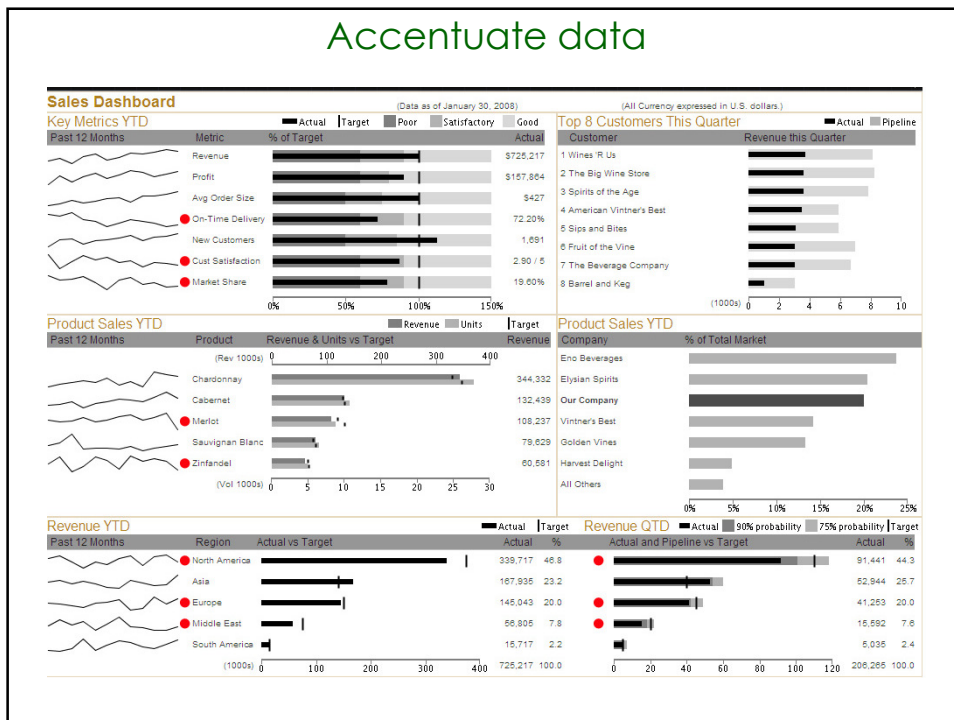 Accentuate data
Sales Dashboard (Data as of January 30, 2008) (All Currency expressed in U.S. dollars.)
Key Metrics YTD Actual Target Poor Satisfactory Good
Past 12 Months Metric % of Target Actual
Revenue $725,217
Profit $157,864
Avg Order Size $427
On-Time Delivery 72.20%
New Customers 1,691
Cust Satisfaction 2.90 / 5
Market Share 19.60%
0% 50% 100% 150%
Top 8 Customers This Quarter Actual Pipeline
Customer Revenue this Quarter
1 Wines 'R Us
2 The Big Wine Store
3 Spirits of the Age
4 American Vintner's Best
5 Sips and Bites
6 Fruit of the Vine
7 The Beverage Company
8 Barrel and Keg
(1000s) 0 2 4 6 8 10
Product Sales YTD Revenue Units Target
Past 12 Months Product Revenue & Units vs Target Revenue
(Rev 1000s) 0 100 200 300 400
Chardonnay 344,332
Cabernet 132,439
Merlot 108,237
Sauvignan Blanc 79,629
Zinfandel 60,581
(Vol 1000s) 0 5 10 15 20 25 30
Product Sales YTD
Company % of Total Market
Eno Beverages
Elysian Spirits
Our Company
Vintner's Best
Golden Vines
Harvest Delight
All Others
0% 5% 10% 15% 20% 25%
Revenue YTD Actual Target
Past 12 Months Region Actual vs Target Actual %
North America 339,717 46.8
Asia 167,935 23.2
Europe 145,043 20.0
Middle East 56,805 7.8
South America 15,717 2.2
(1000s) 0 100 200 300 400 725,217 100.0
Revenue QTD Actual 90% probability 75% probability Target
Actual and Pipeline vs Target Actual %
91,441 44.3
52,944 25.7
41,253 20.0
15,592 7.6
5,035 2.4
0 20 40 60 80 100 120 206,265 100.0